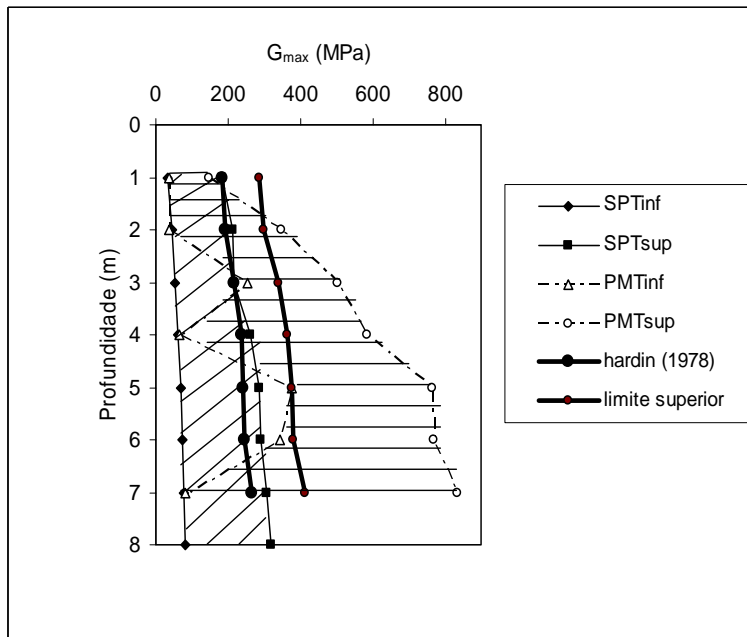 Gmax (MPa)
0 200 400 600 800
0
1
2
3
4
5
6
7
8
Profundidade (m)
SPTinf
SPTsup
PMTinf
PMTsup
hardin (1978)
limite superior